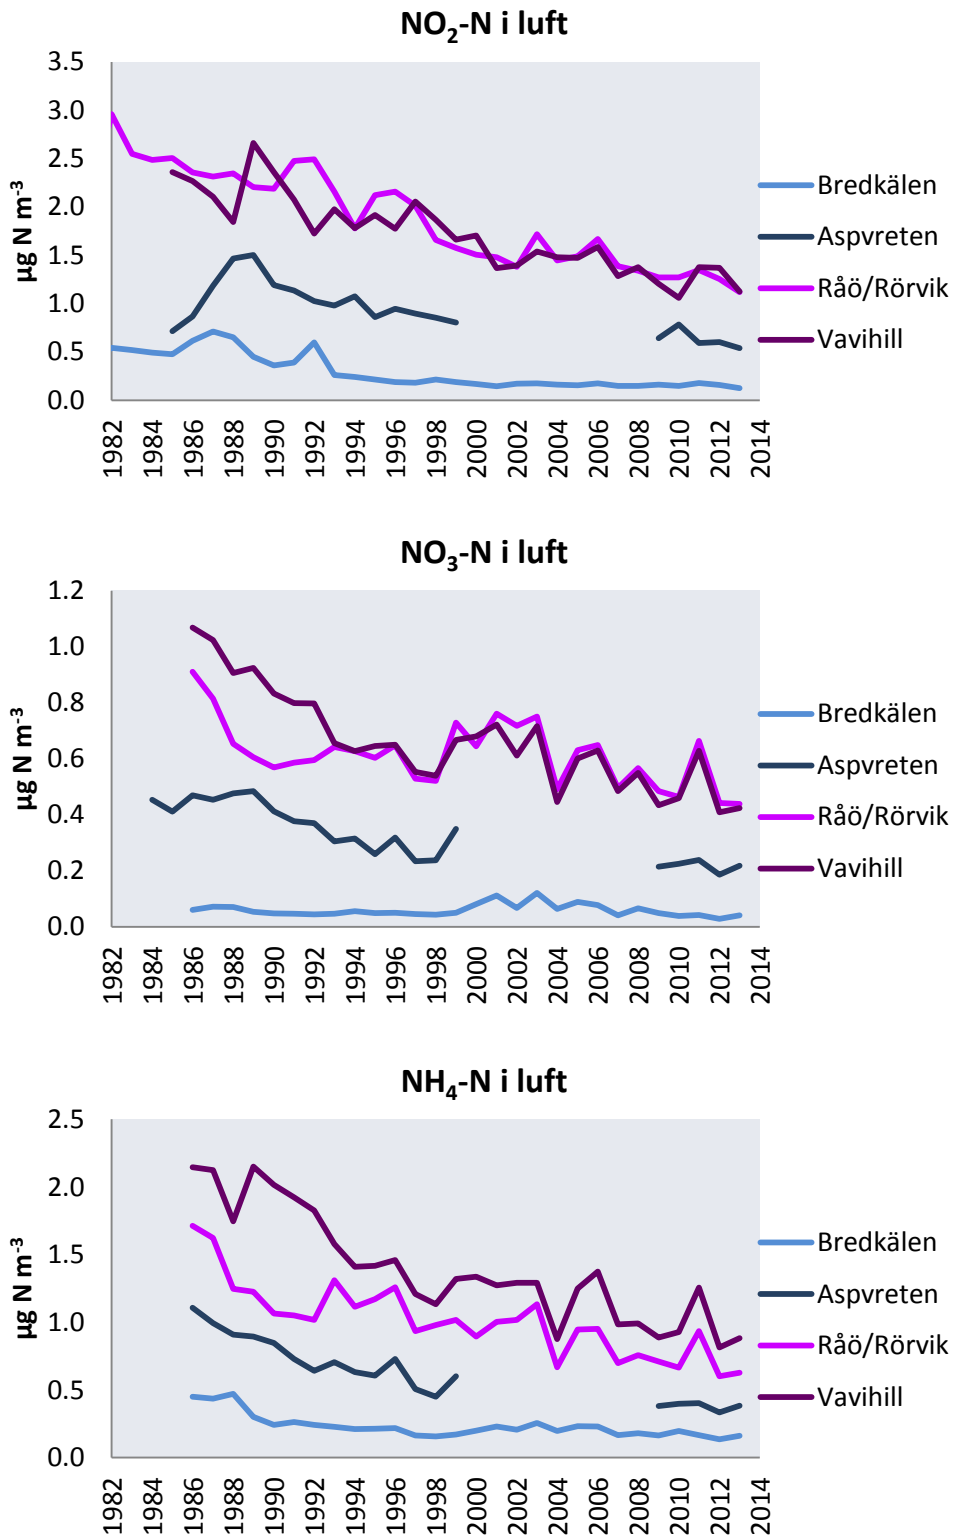 NO₂-N i luft
µg N m⁻³
3.5
3.0
2.5
2.0
1.5
1.0
0.5
0.0
1982 1984 1986 1988 1990 1992 1994 1996 1998 2000 2002 2004 2006 2008 2010 2012 2014
Bredkälen
Aspvreten
Råö/Rörvik
Vavihill
NO₃-N i luft
µg N m⁻³
1.2
1.0
0.8
0.6
0.4
0.2
0.0
1982 1984 1986 1988 1990 1992 1994 1996 1998 2000 2002 2004 2006 2008 2010 2012 2014
Bredkälen
Aspvreten
Råö/Rörvik
Vavihill
NH₄-N i luft
µg N m⁻³
2.5
2.0
1.5
1.0
0.5
0.0
1982 1984 1986 1988 1990 1992 1994 1996 1998 2000 2002 2004 2006 2008 2010 2012 2014
Bredkälen
Aspvreten
Råö/Rörvik
Vavihill